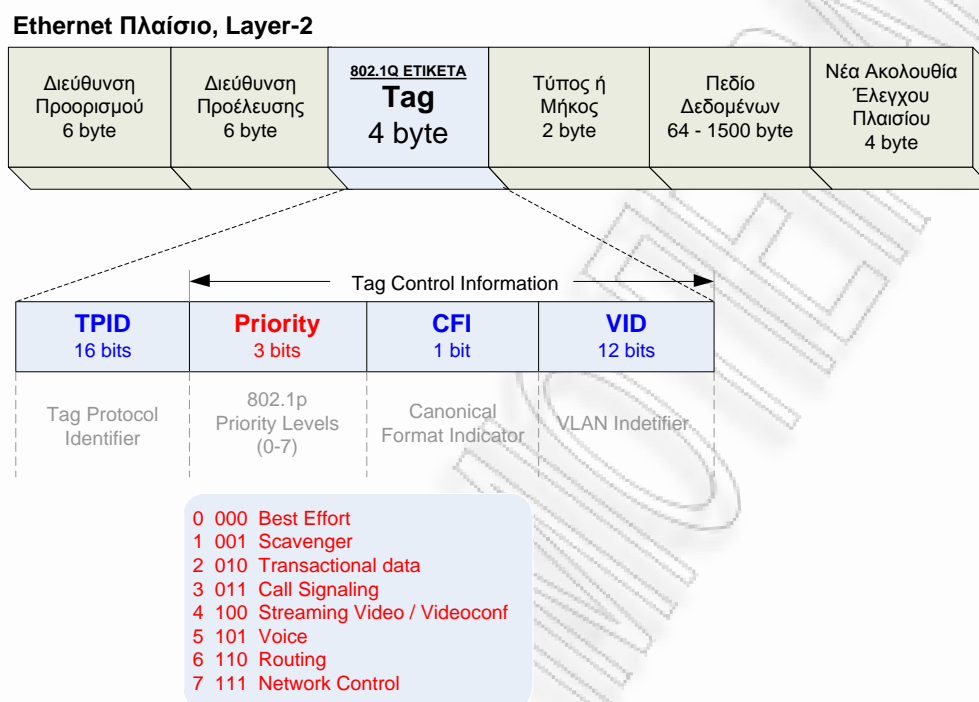 Ethernet Πλαίσιο, Layer-2
Διεύθυνση
Προορισμού
6 byte
Διεύθυνση
Προέλευσης
6 byte
802.1Q ΕΤΙΚΕΤΑ
Tag
4 byte
Τύπος ή
Μήκος
2 byte
Πεδίο
Δεδομένων
64 - 1500 byte
Νέα Ακολουθία
Έλεγχου
Πλαισίου
4 byte
Tag Control Information
TPID
16 bits
Priority
3 bits
CFI
1 bit
VID
12 bits
Tag Protocol
Identifier
802.1p
Priority Levels
(0-7)
Canonical
Format Indicator
VLAN Indetifier
0 000 Best Effort
1 001 Scavenger
2 010 Transactional data
3 011 Call Signaling
4 100 Streaming Video / Videoconf
5 101 Voice
6 110 Routing
7 111 Network Control